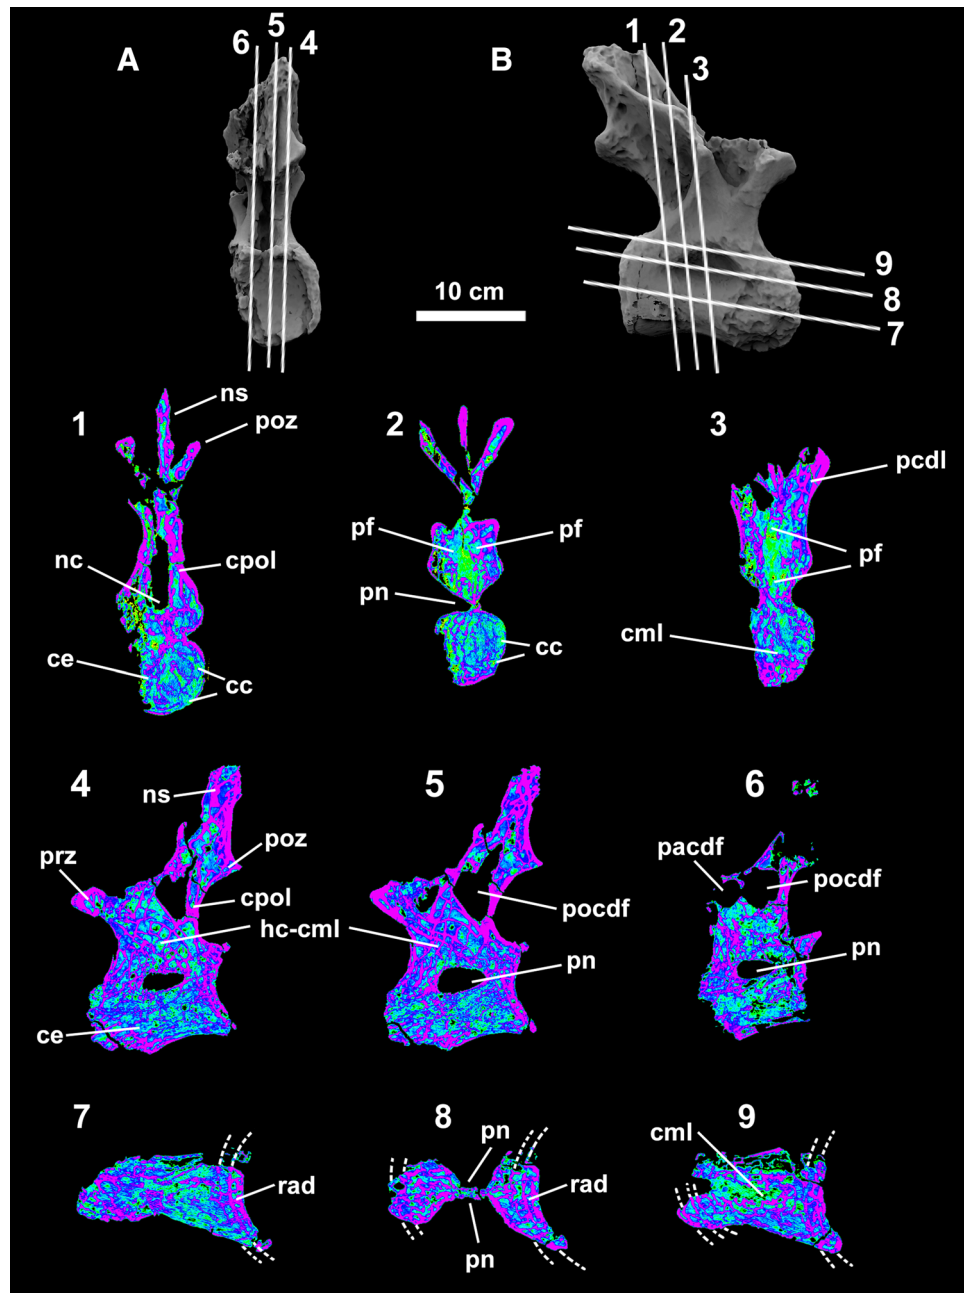 A
6
5
4
B
1
2
3
10 cm
9
8
7
1
ns
poz
nc
cpol
ce
cc
2
pf
pf
pn
cc
3
pcdl
pf
cml
4
ns
prz
poz
cpol
hc-cml
ce
5
pocdf
pn
6
pacdf
pocdf
pn
7
rad
8
pn
rad
pn
9
cml